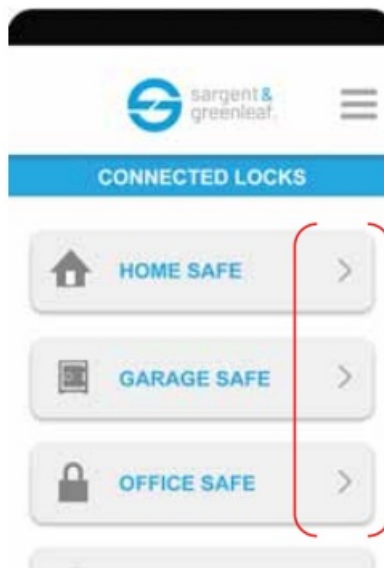 sargent &
greenleaf.
CONNECTED LOCKS
HOME SAFE
GARAGE SAFE
OFFICE SAFE